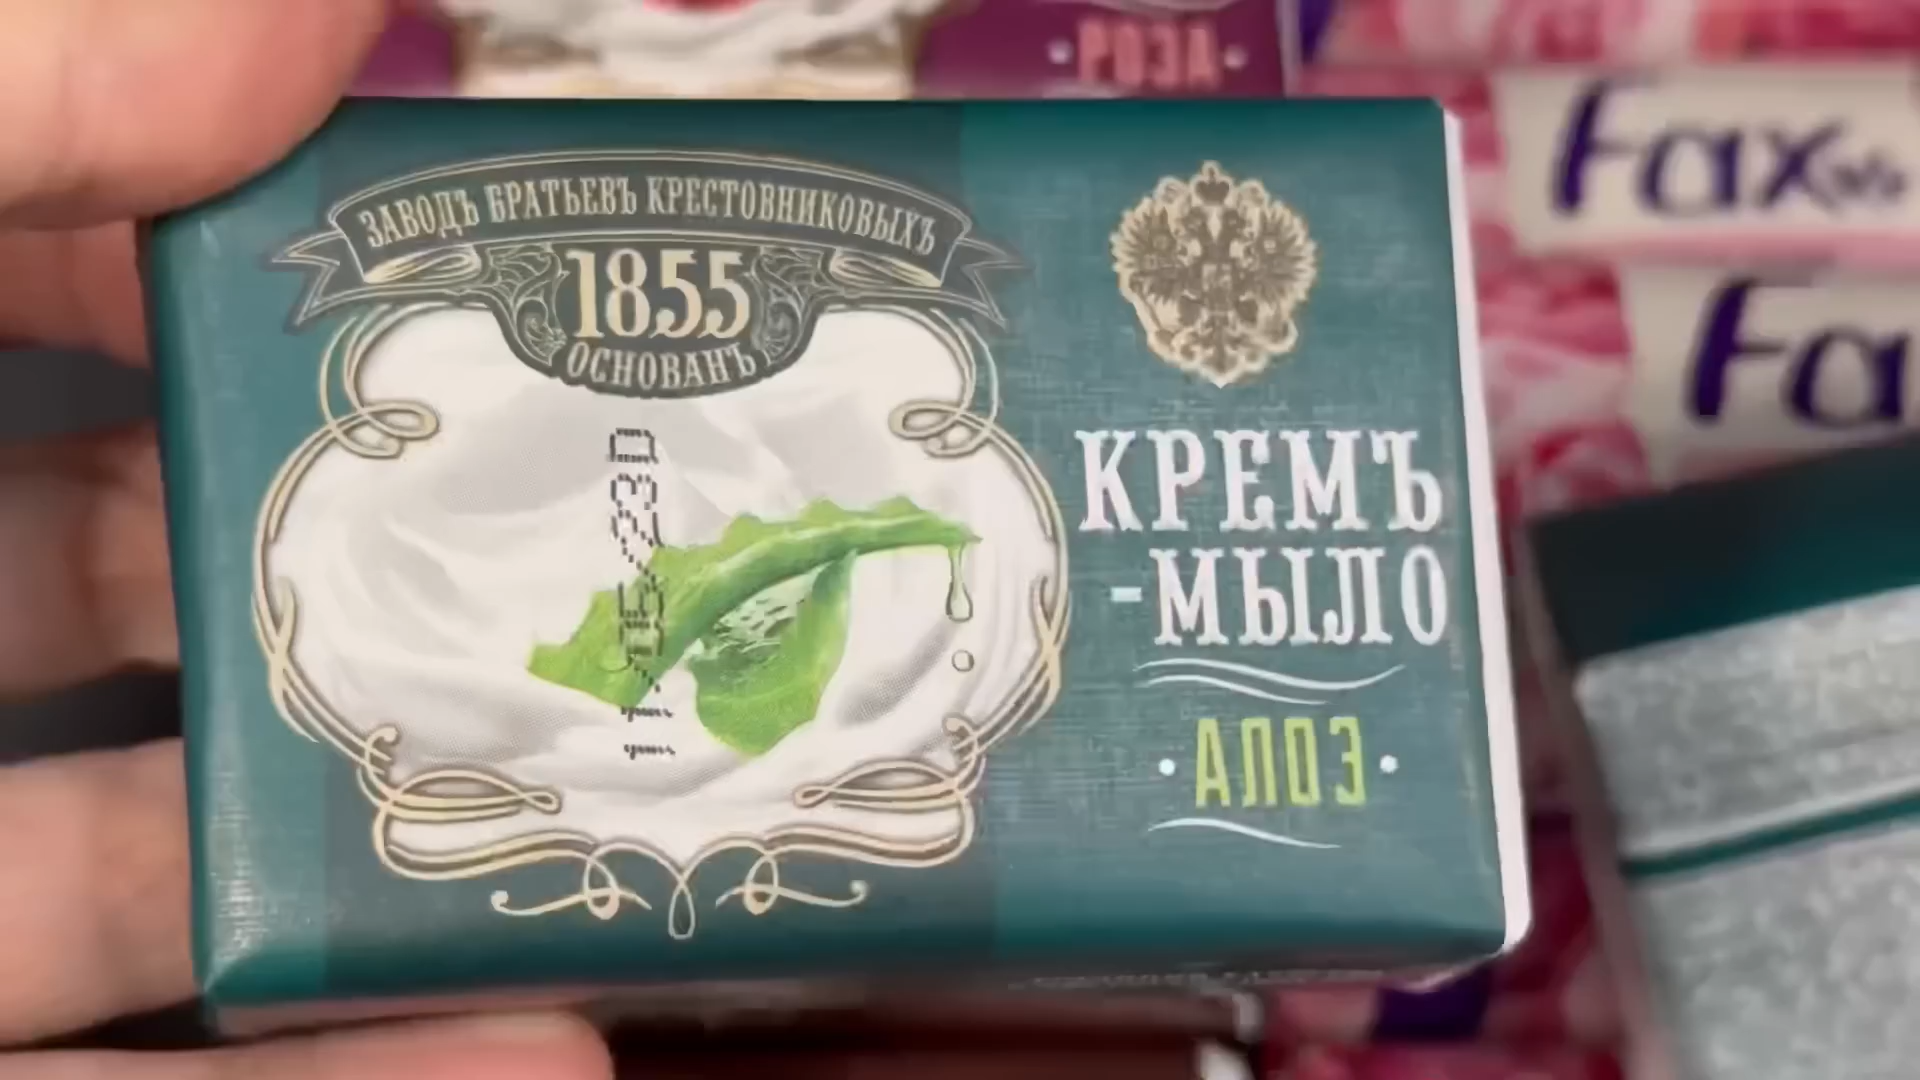 ·РОЗА·
Fax
Fa
ЗАВОДЪ БРАТЬЕВЪ КРЕСТОВНИКОВЫХЪ
1855
ОСНОВАНЪ
КРЕМЪ
-МЫЛО
·АЛОЭ·